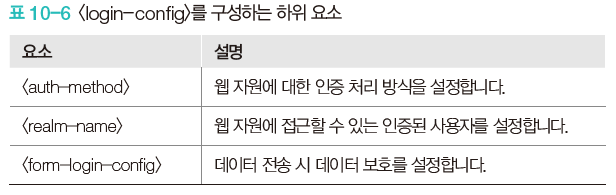 표 10-6 〈login-config〉를 구성하는 하위 요소
요소 설명
〈auth-method〉 웹 자원에 대한 인증 처리 방식을 설정합니다.
〈realm-name〉 웹 자원에 접근할 수 있는 인증된 사용자를 설정합니다.
〈form-login-config〉 데이터 전송 시 데이터 보호를 설정합니다.